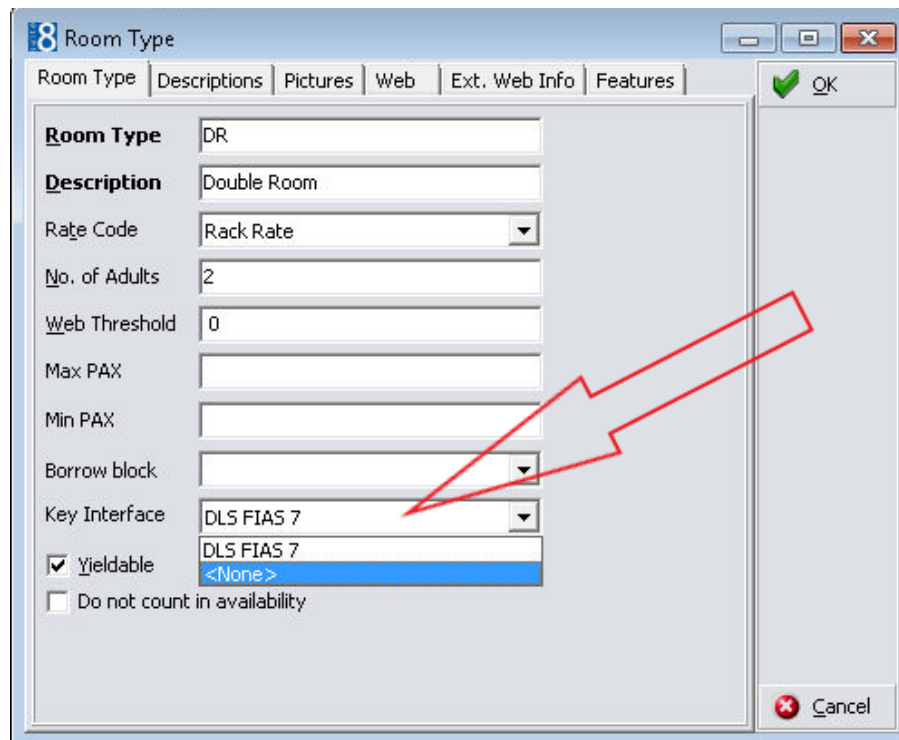 8 Room Type
Room Type Descriptions Pictures Web Ext. Web Info Features
OK
Room Type DR
Description Double Room
Rate Code Rack Rate
No. of Adults 2
Web Threshold 0
Max PAX
Min PAX
Borrow block
Key Interface DLS FIAS 7
DLS FIAS 7
Yieldable <None>
Do not count in availability
Cancel